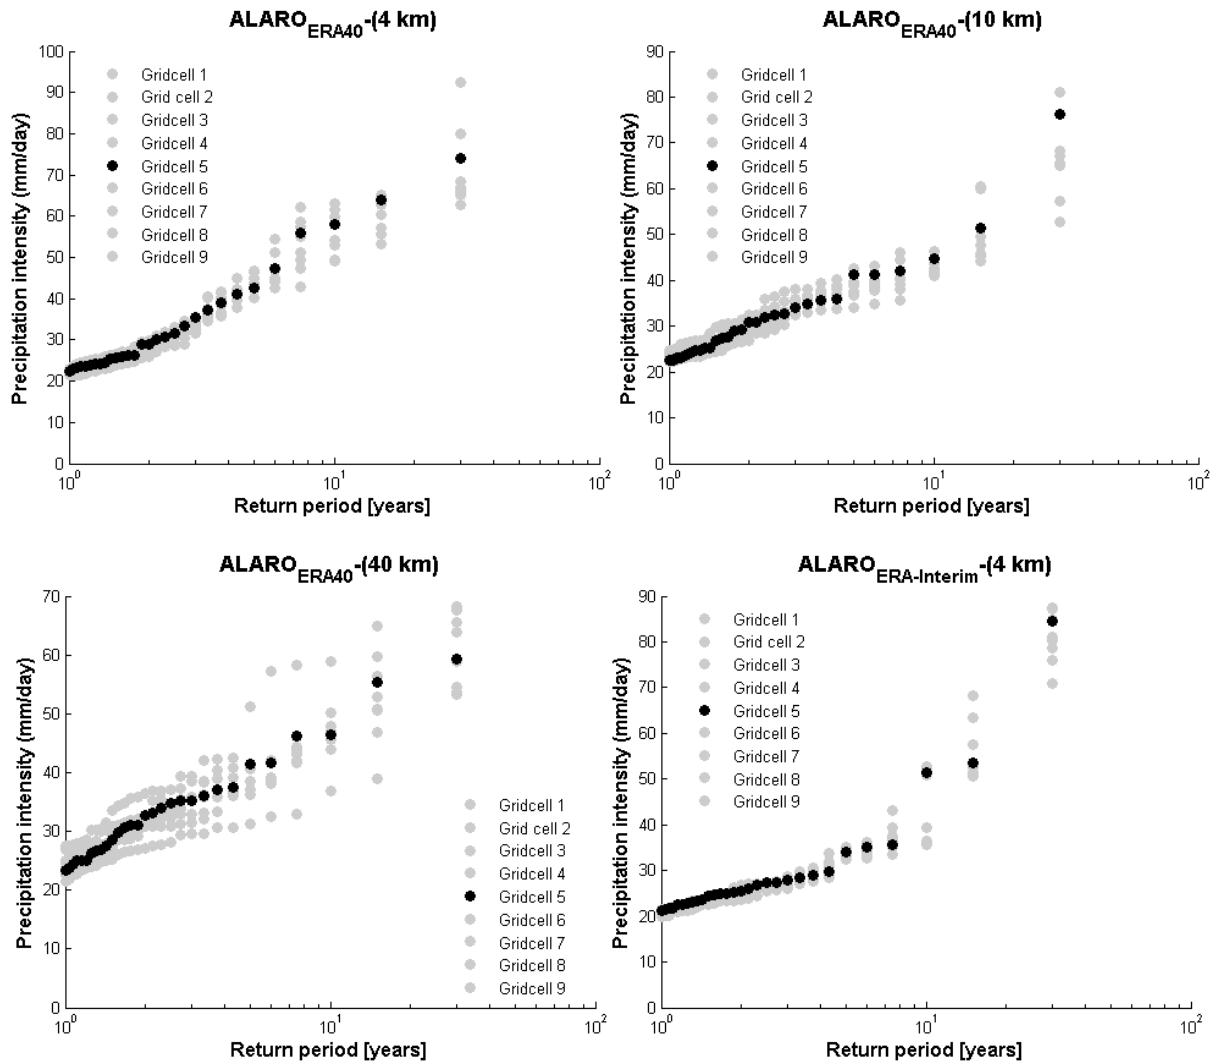 ALARO_ERA40-(4 km)
Precipitation intensity (mm/day)
100
90
80
70
60
50
40
30
20
10
0
Gridcell 1
Grid cell 2
Gridcell 3
Gridcell 4
Gridcell 5
Gridcell 6
Gridcell 7
Gridcell 8
Gridcell 9
10^0
10^1
10^2
Return period [years]
ALARO_ERA40-(10 km)
Precipitation intensity (mm/day)
90
80
70
60
50
40
30
20
10
0
Gridcell 1
Grid cell 2
Gridcell 3
Gridcell 4
Gridcell 5
Gridcell 6
Gridcell 7
Gridcell 8
Gridcell 9
10^0
10^1
10^2
Return period [years]
ALARO_ERA40-(40 km)
Precipitation intensity (mm/day)
70
60
50
40
30
20
10
0
Gridcell 1
Grid cell 2
Gridcell 3
Gridcell 4
Gridcell 5
Gridcell 6
Gridcell 7
Gridcell 8
Gridcell 9
10^0
10^1
10^2
Return period [years]
ALARO_ERA-Interim-(4 km)
Precipitation intensity (mm/day)
90
80
70
60
50
40
30
20
10
0
Gridcell 1
Grid cell 2
Gridcell 3
Gridcell 4
Gridcell 5
Gridcell 6
Gridcell 7
Gridcell 8
Gridcell 9
10^0
10^1
10^2
Return period [years]